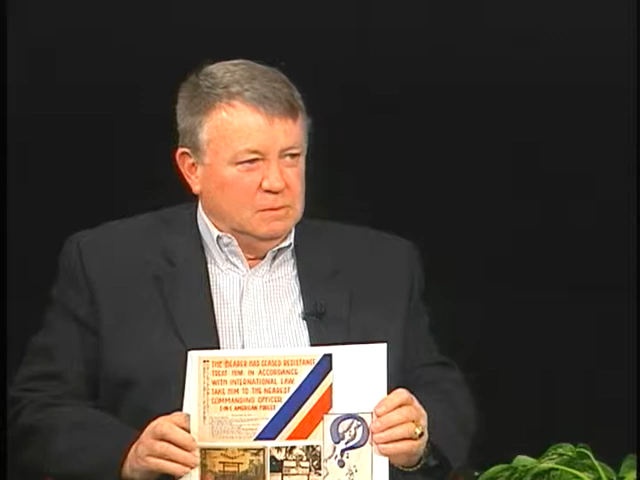 THE BEARER HAS CEASED RESISTANCE
TREAT HIM IN ACCORDANCE
WITH INTERNATIONAL LAW
TAKE HIM TO THE NEAREST
COMMANDING OFFICER
C-IN-C AMERICAN FORCES
?